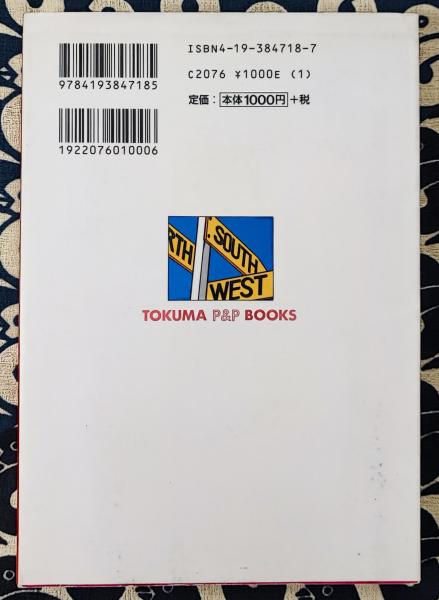 ISBN4-19-384718-7
C2076 ¥1000E (1)
定価：本体1000円+税
9784193847185
1922076010006
RTH
.SOUTH
WEST
TOKUMA P&P BOOKS